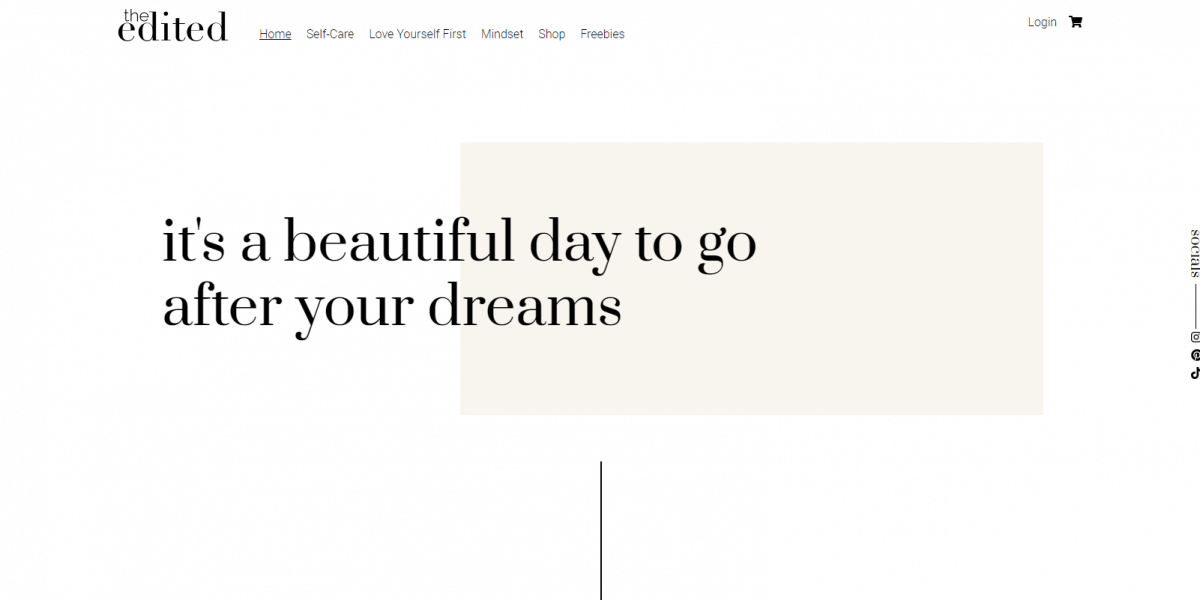 the
edited
Home Self-Care Love Yourself First Mindset Shop Freebies
Login
it's a beautiful day to go
after your dreams
socials